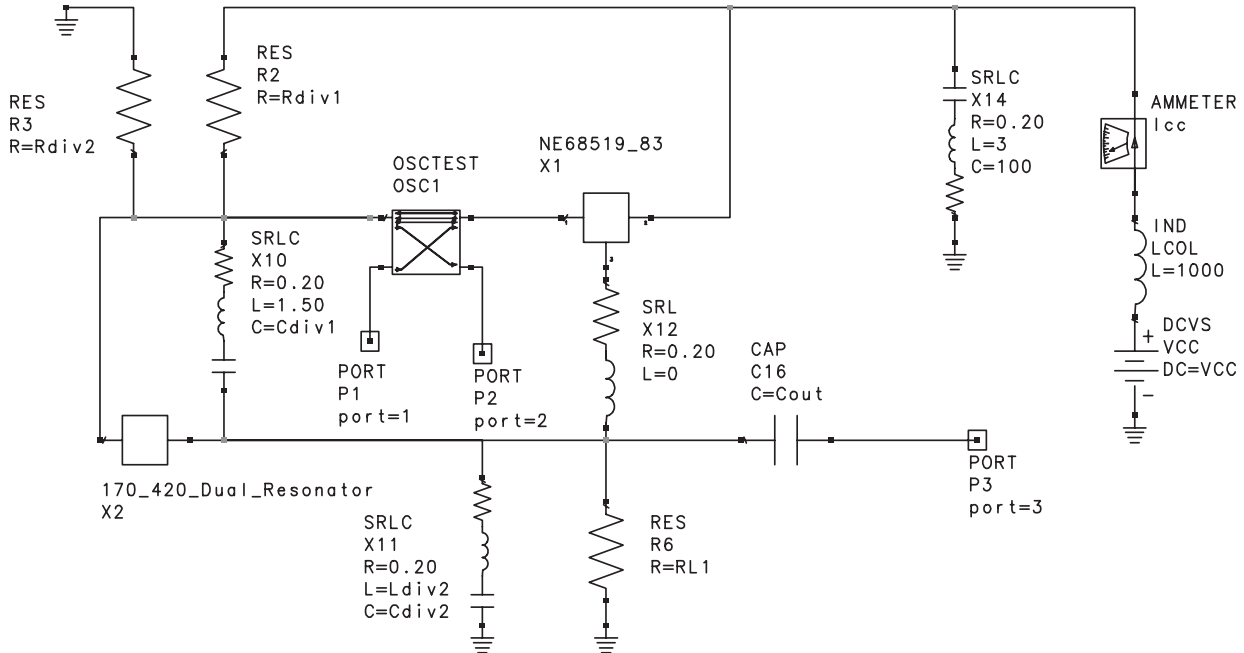 RES
R3
R=Rdiv2
RES
R2
R=Rdiv1
OSCTEST
OSC1
NE68519_83
X1
SRLC
X14
R=0.20
L=3
C=100
AMMETER
Icc
SRLC
X10
R=0.20
L=1.50
C=Cdiv1
PORT
P1
port=1
PORT
P2
port=2
SRL
X12
R=0.20
L=0
CAP
C16
C=Cout
IND
LCOL
L=1000
+
DCVS
VCC
DC=VCC
−
170_420_Dual_Resonator
X2
SRLC
X11
R=0.20
L=Ldiv2
C=Cdiv2
RES
R6
R=RL1
PORT
P3
port=3